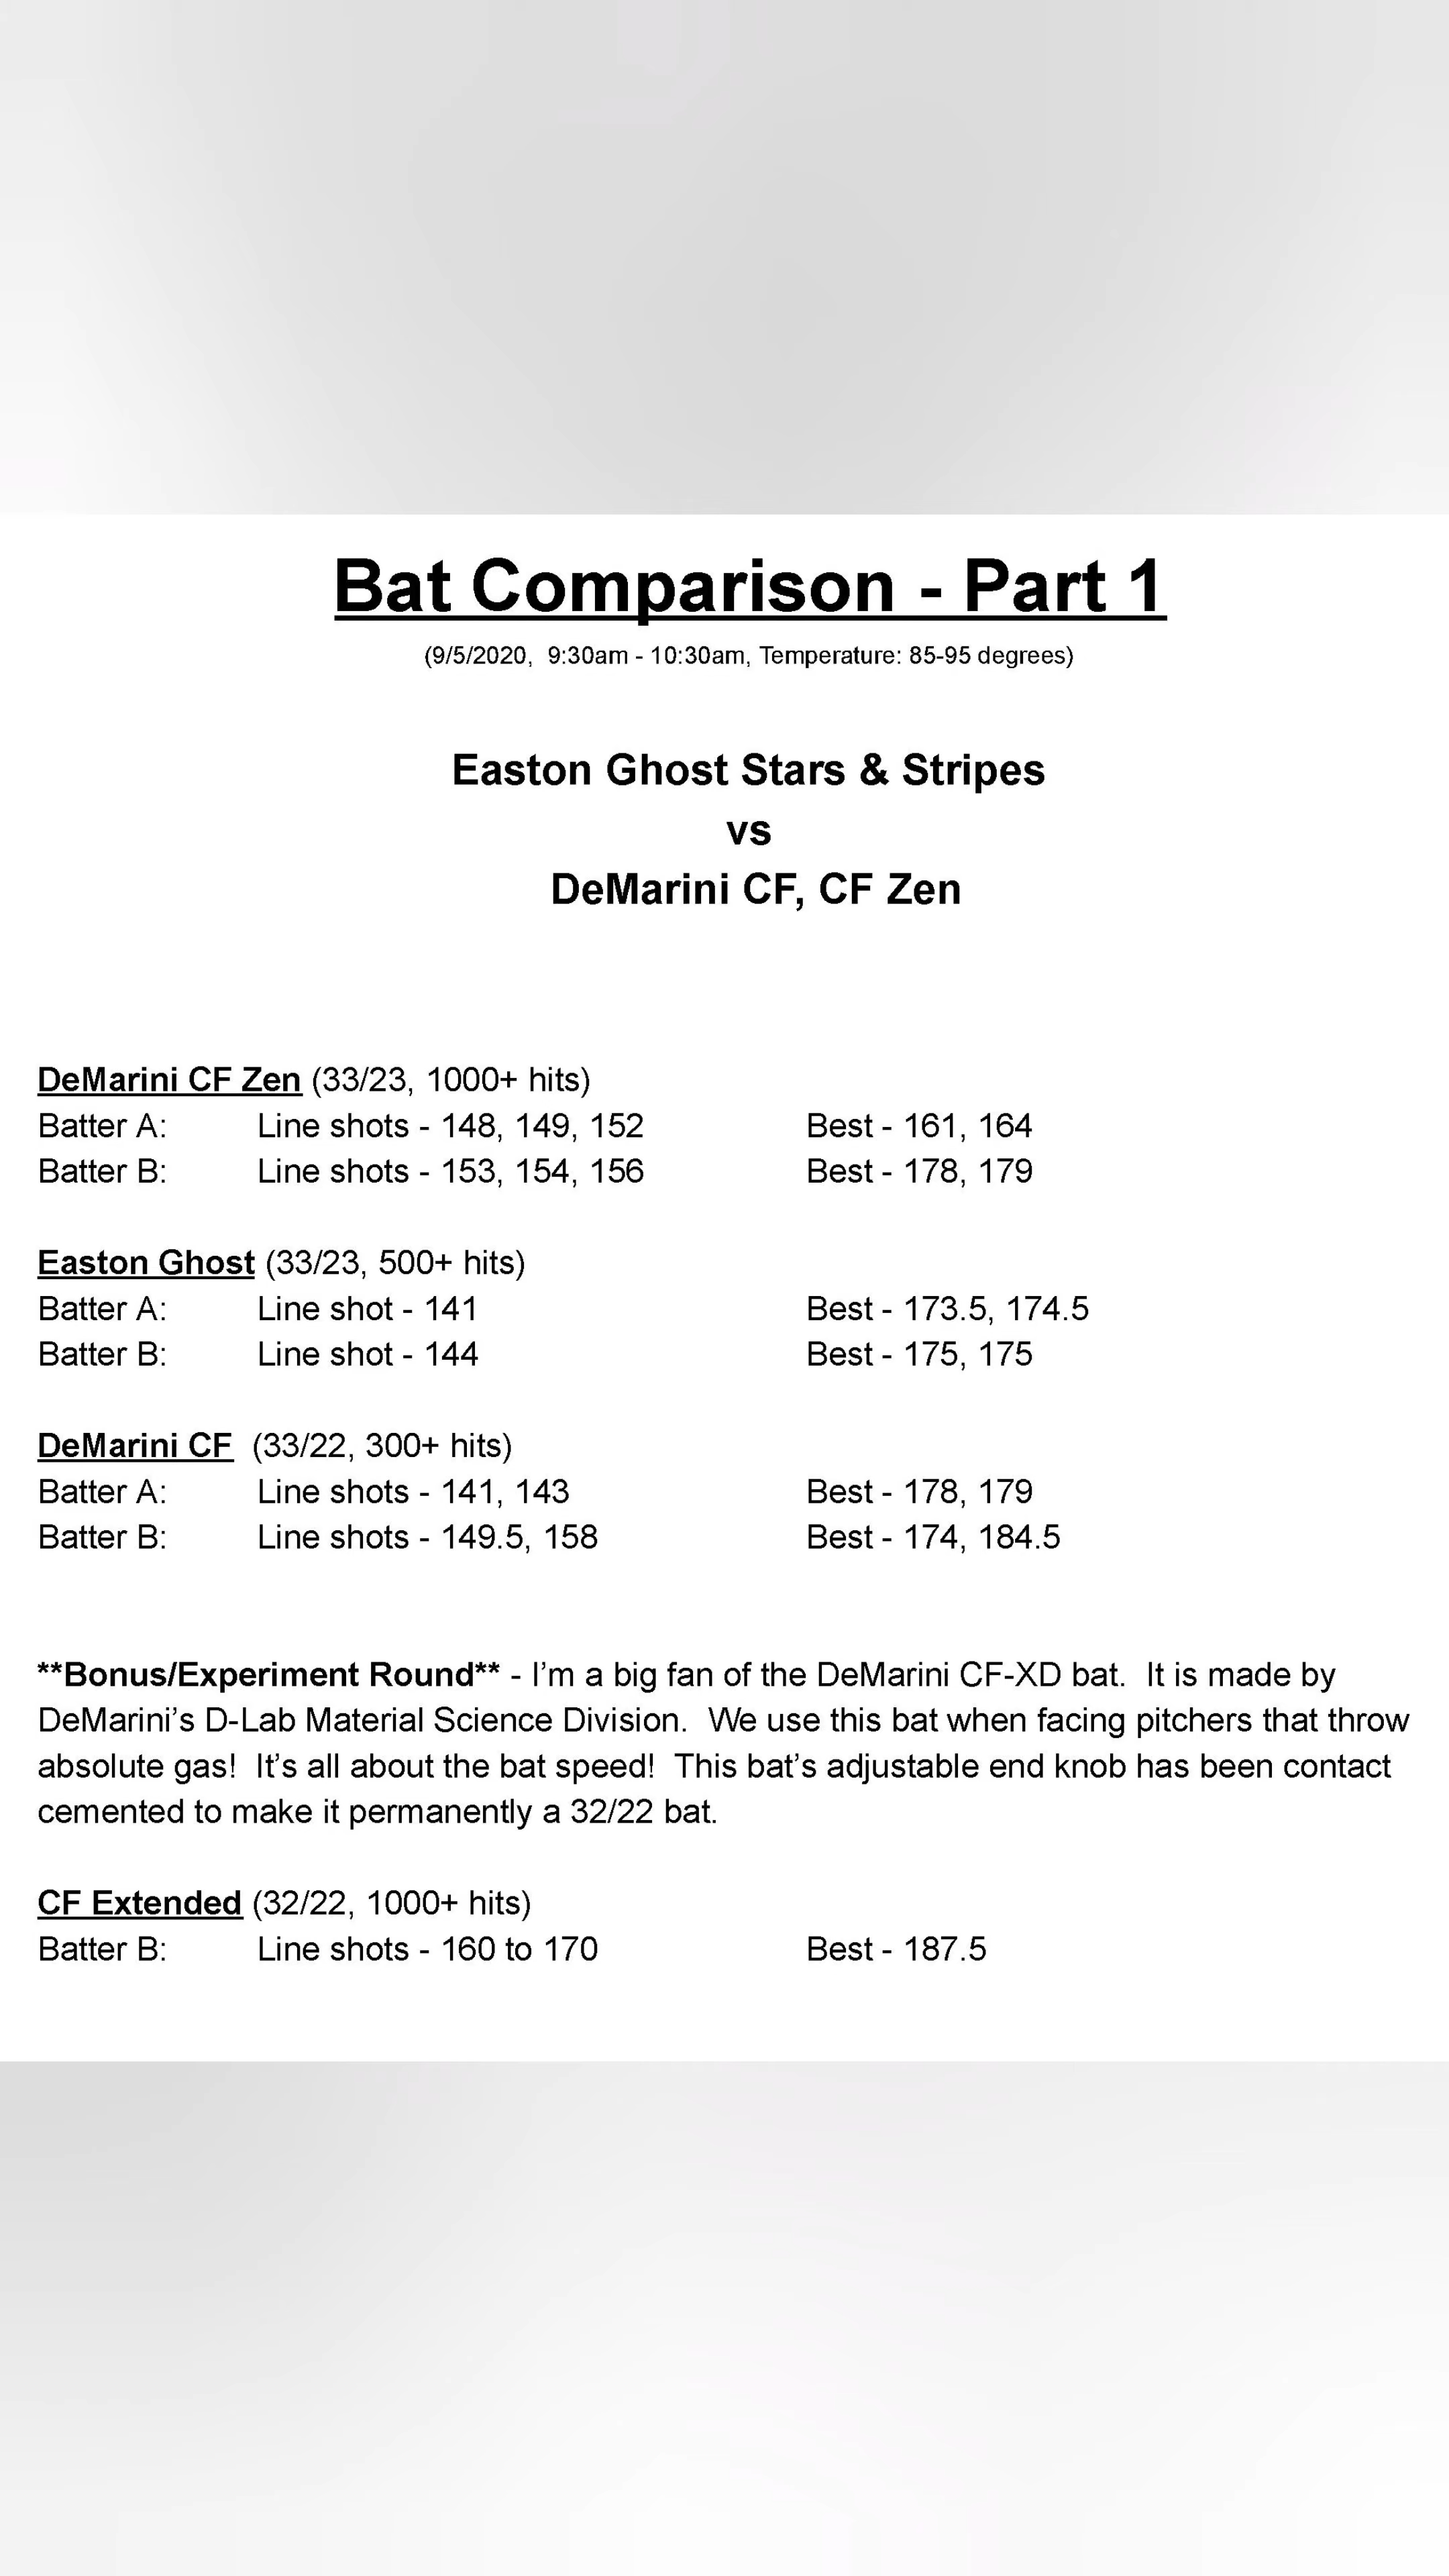 Bat Comparison - Part 1
(9/5/2020, 9:30am - 10:30am, Temperature: 85-95 degrees)
Easton Ghost Stars & Stripes
vs
DeMarini CF, CF Zen
DeMarini CF Zen (33/23, 1000+ hits)
Batter A: Line shots - 148, 149, 152 Best - 161, 164
Batter B: Line shots - 153, 154, 156 Best - 178, 179
Easton Ghost (33/23, 500+ hits)
Batter A: Line shot - 141 Best - 173.5, 174.5
Batter B: Line shot - 144 Best - 175, 175
DeMarini CF (33/22, 300+ hits)
Batter A: Line shots - 141, 143 Best - 178, 179
Batter B: Line shots - 149.5, 158 Best - 174, 184.5
**Bonus/Experiment Round** - I’m a big fan of the DeMarini CF-XD bat. It is made by
DeMarini’s D-Lab Material Science Division. We use this bat when facing pitchers that throw
absolute gas! It’s all about the bat speed! This bat’s adjustable end knob has been contact
cemented to make it permanently a 32/22 bat.
CF Extended (32/22, 1000+ hits)
Batter B: Line shots - 160 to 170 Best - 187.5